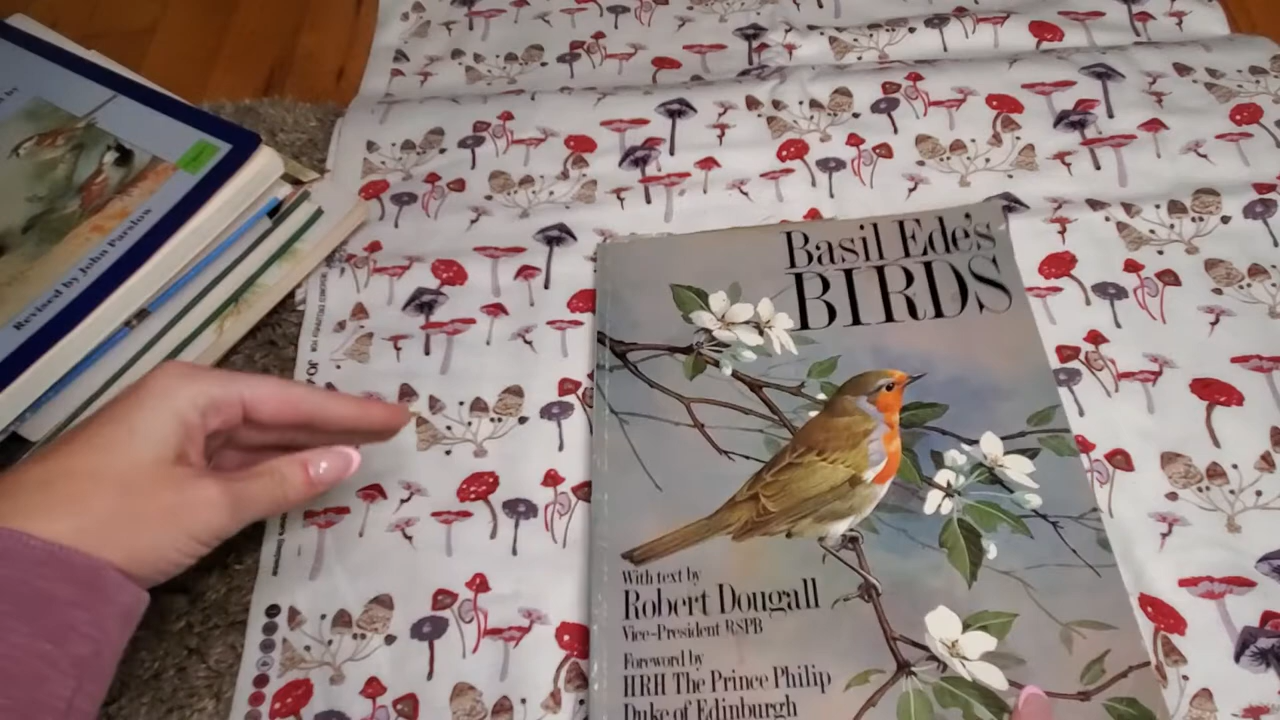 Revised by John Parslow
Basil Ede's
BIRDS
With text by
Robert Dougall
Vice-President RSPB
Foreword by
HRH The Prince Philip
Duke of Edinburgh